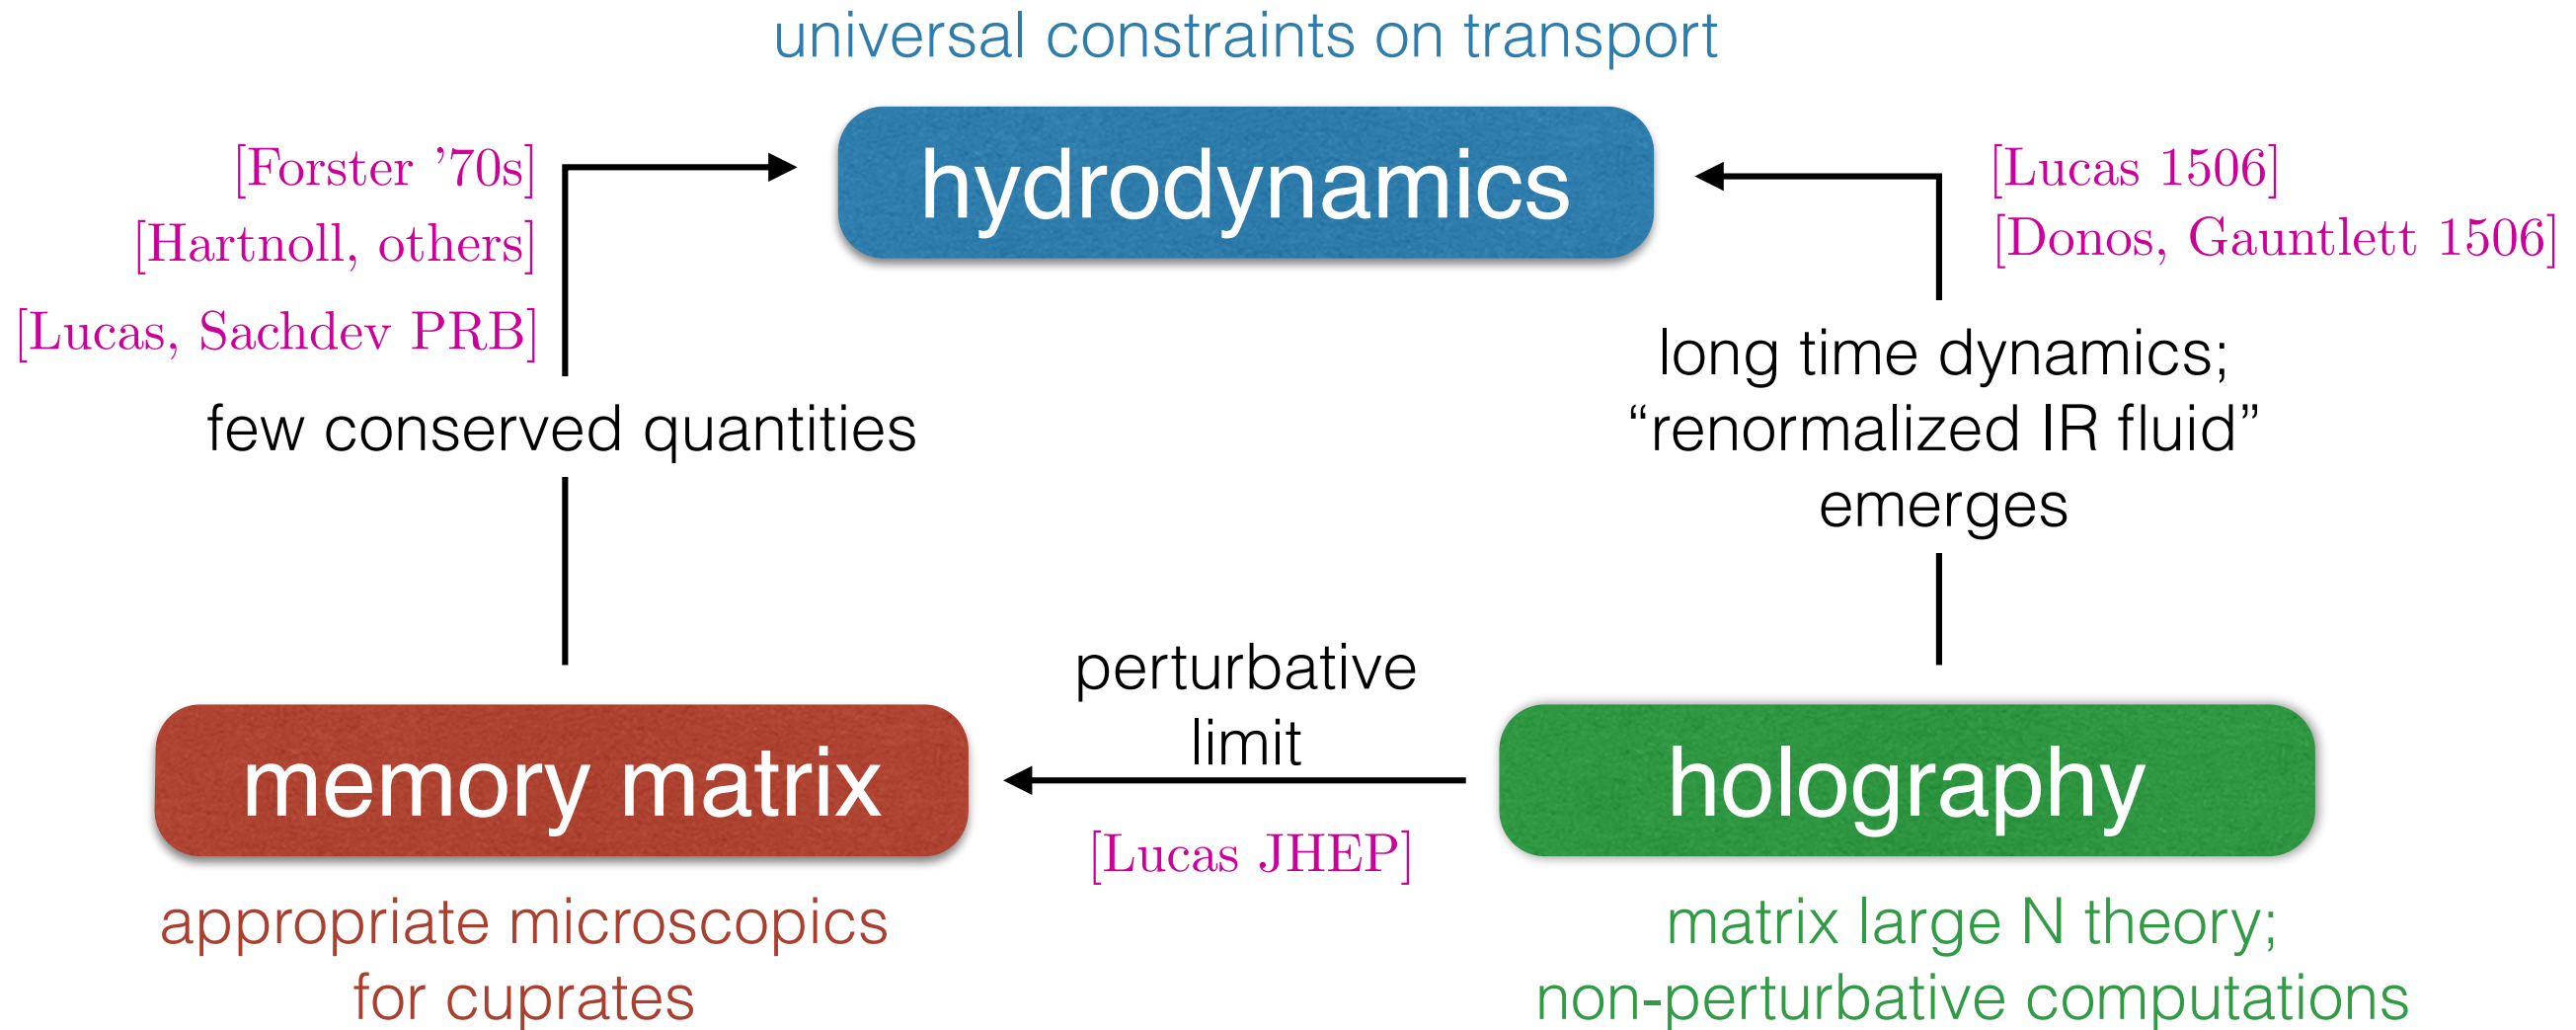 universal constraints on transport
hydrodynamics
[Forster ’70s]
[Hartnoll, others]
[Lucas, Sachdev PRB]
few conserved quantities
[Lucas 1506]
[Donos, Gauntlett 1506]
long time dynamics;
“renormalized IR fluid”
emerges
perturbative
limit
[Lucas JHEP]
memory matrix
appropriate microscopics
for cuprates
holography
matrix large N theory;
non-perturbative computations